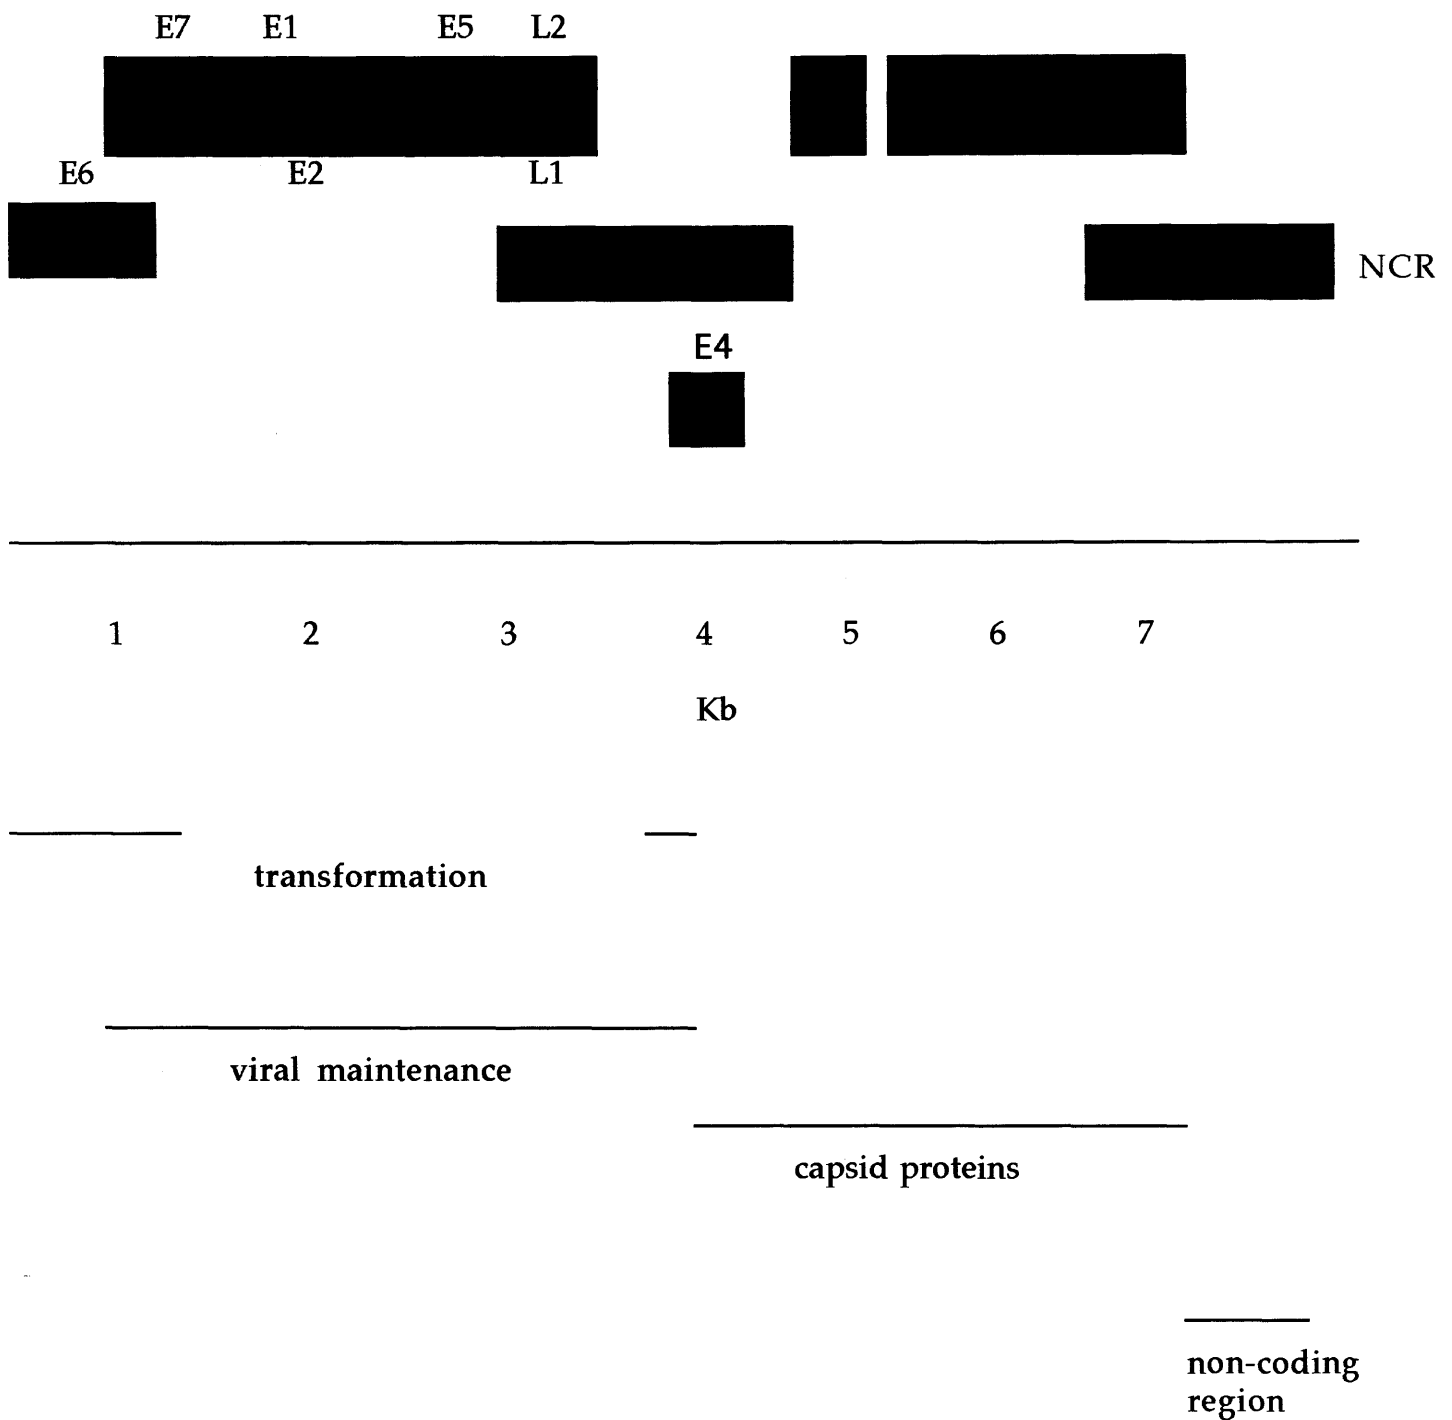 E7 E1 E5 L2
E6 E2 L1
NCR
E4
1 2 3 4 5 6 7
Kb
transformation
viral maintenance
capsid proteins
non-coding
region